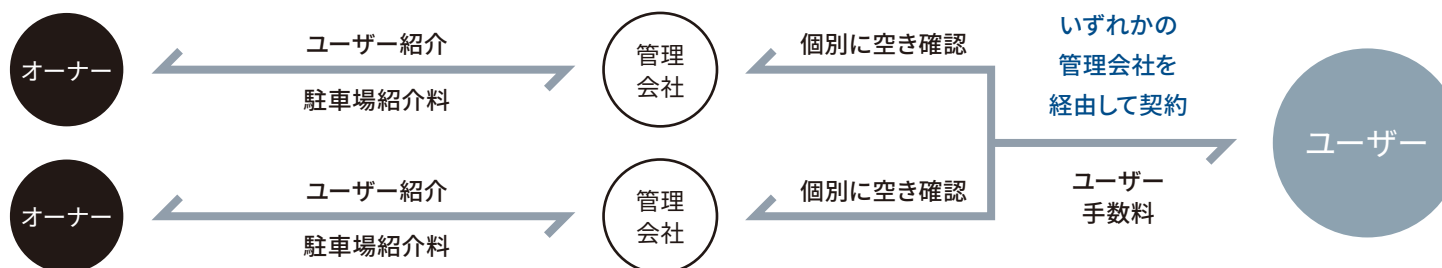 オーナー
ユーザー紹介
駐車場紹介料
管理
会社
個別に空き確認
オーナー
ユーザー紹介
駐車場紹介料
管理
会社
個別に空き確認
いずれかの
管理会社を
経由して契約
ユーザー
手数料
ユーザー